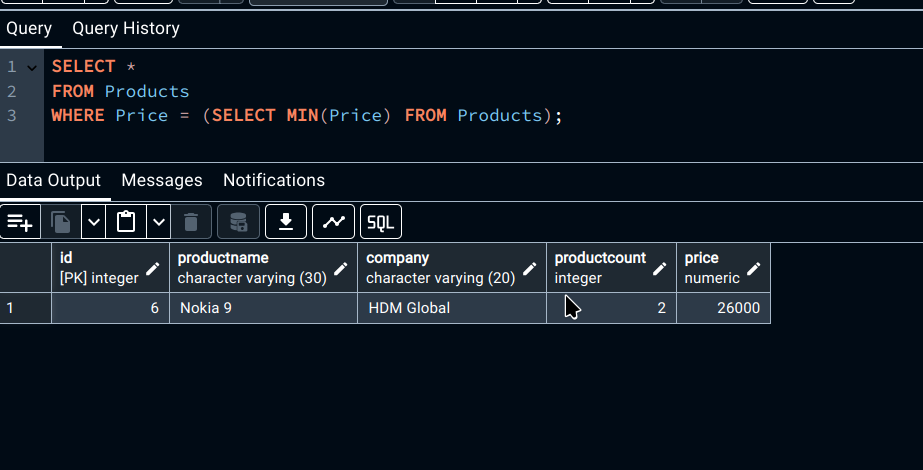 Query Query History
1 SELECT *
2 FROM Products
3 WHERE Price = (SELECT MIN(Price) FROM Products);
Data Output Messages Notifications
SQL
id productname company productcount price
[PK] integer character varying (30) character varying (20) integer numeric
1 6 Nokia 9 HDM Global 2 26000